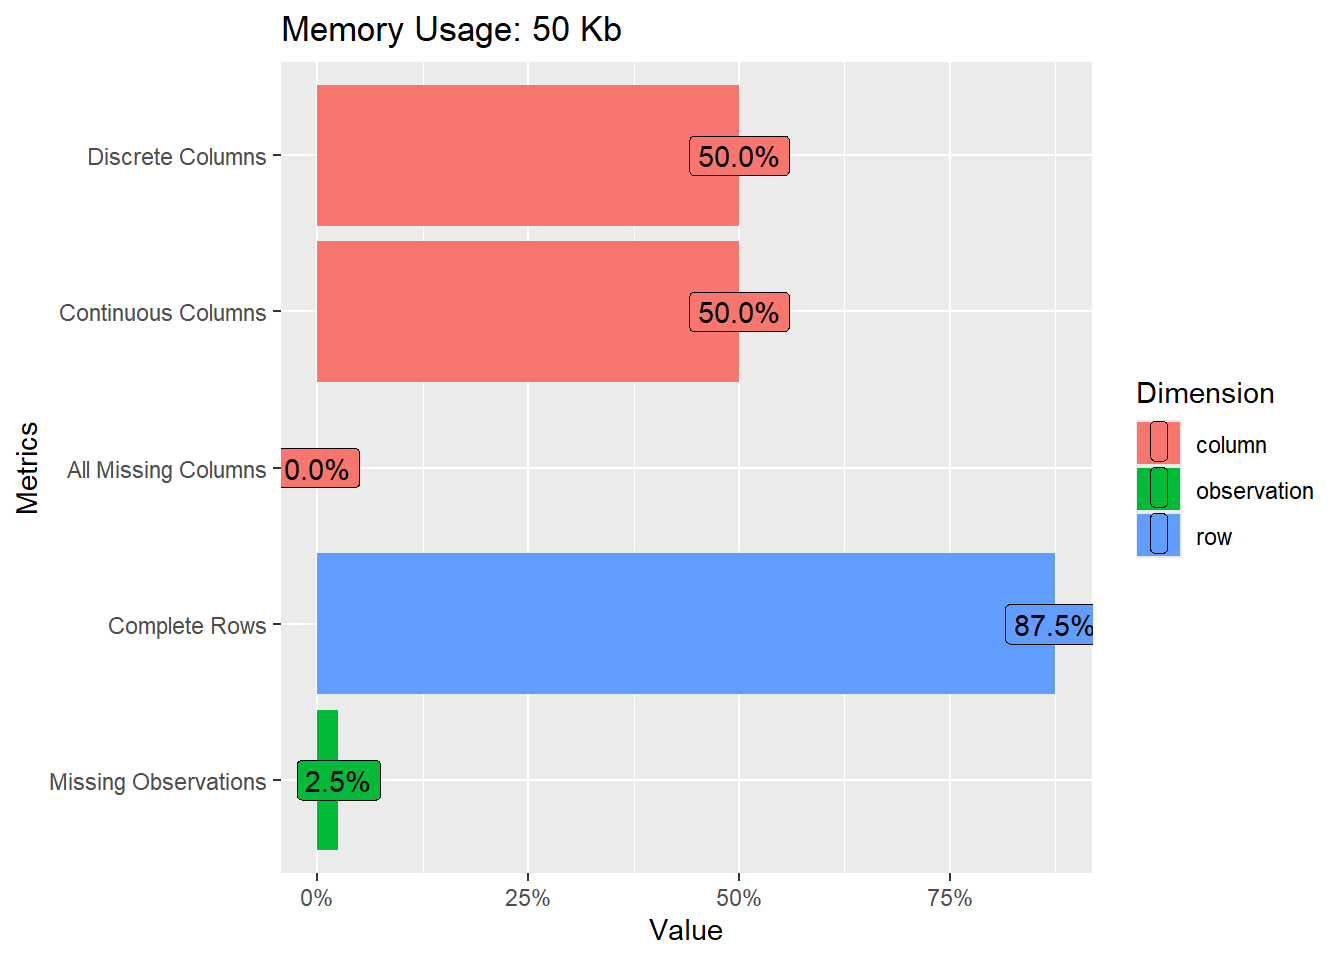 Memory Usage: 50 Kb
Discrete Columns
50.0%
Continuous Columns
50.0%
All Missing Columns
0.0%
Complete Rows
87.5%
Missing Observations
2.5%
Metrics
0%
25%
50%
75%
Value
Dimension
column
observation
row